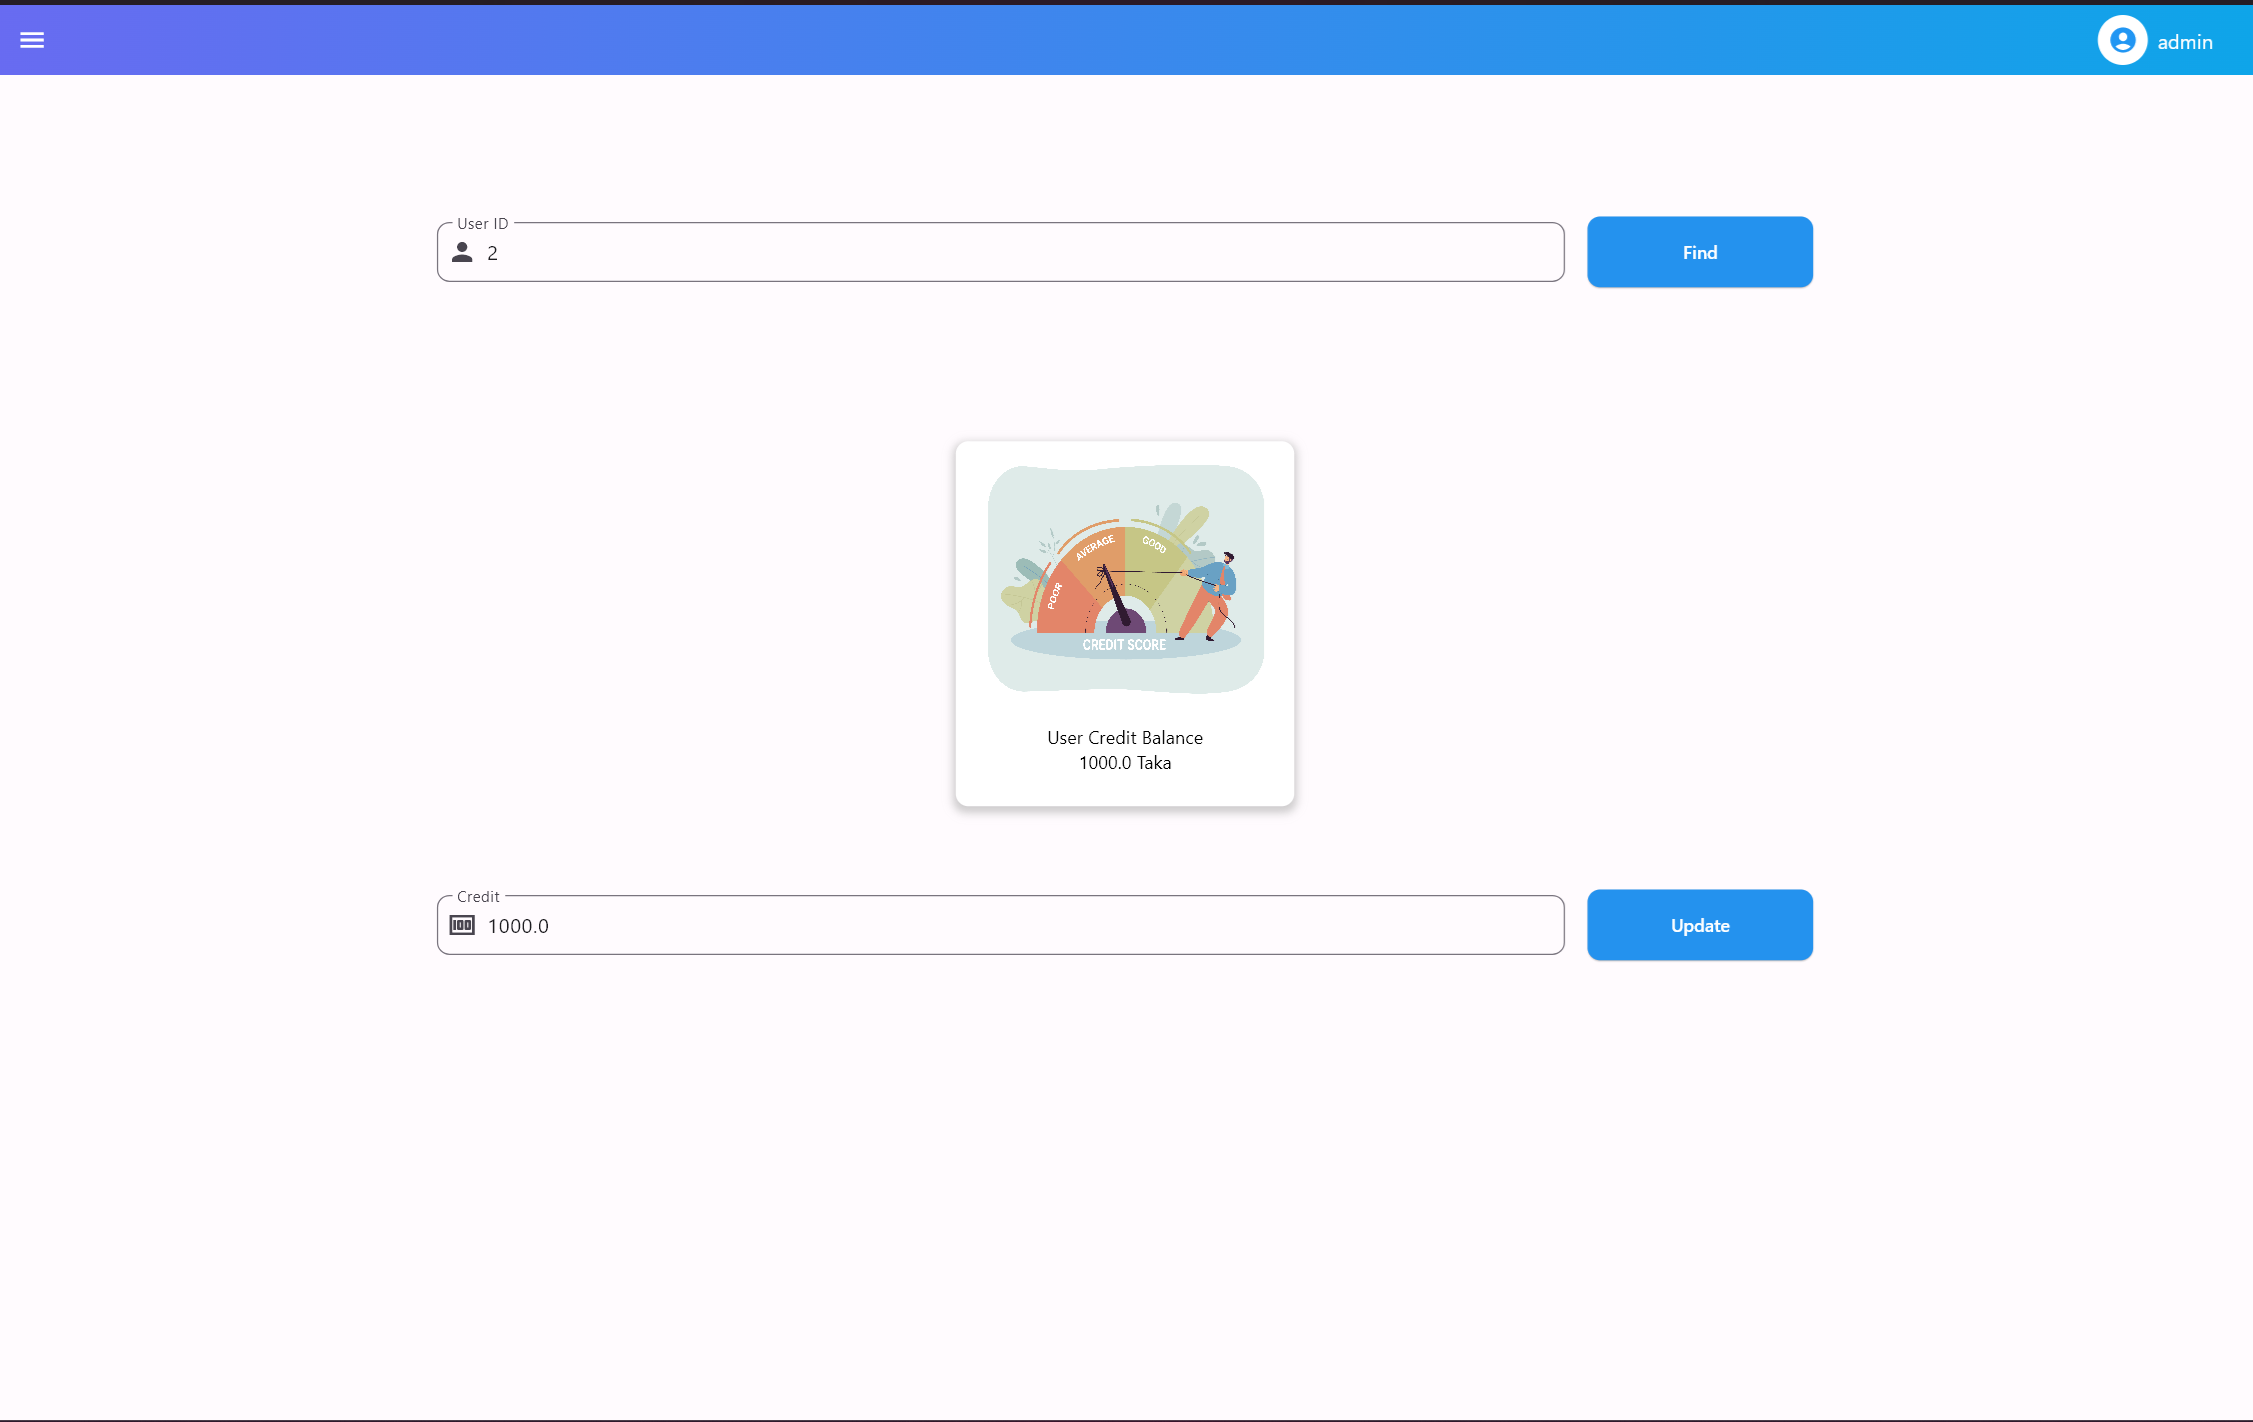 admin
User ID
2
Find
POOR
AVERAGE
GOOD
CREDIT SCORE
User Credit Balance
1000.0 Taka
Credit
100
1000.0
Update